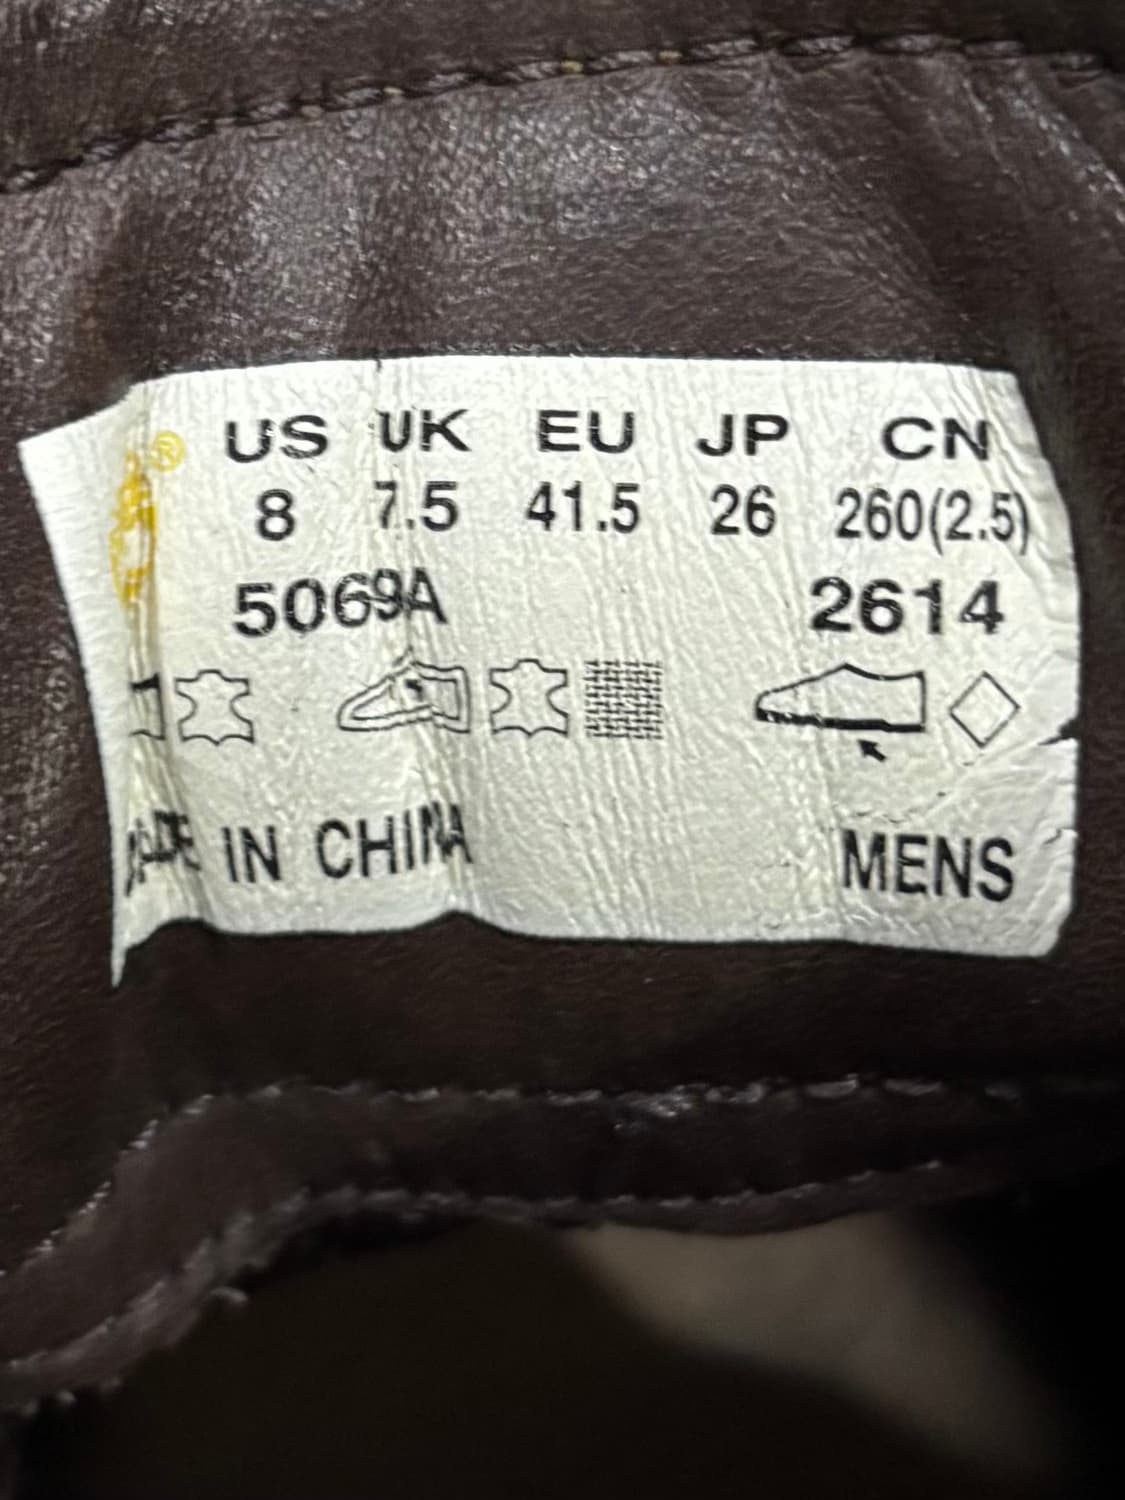 ® US UK EU JP CN
8 7.5 41.5 26 260(2.5)
5069A 2614
MADE IN CHINA MENS